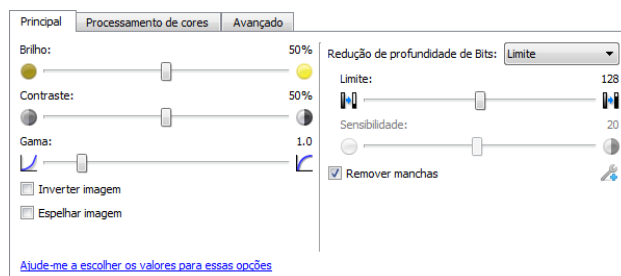 Principal Processamento de cores Avançado
Brilho: 50%
Contraste: 50%
Gama: 1.0
Inverter imagem
Espelhar imagem
Ajude-me a escolher os valores para essas opções
Redução de profundidade de Bits: Limite
Limite: 128
Sensibilidade: 20
Remover manchas